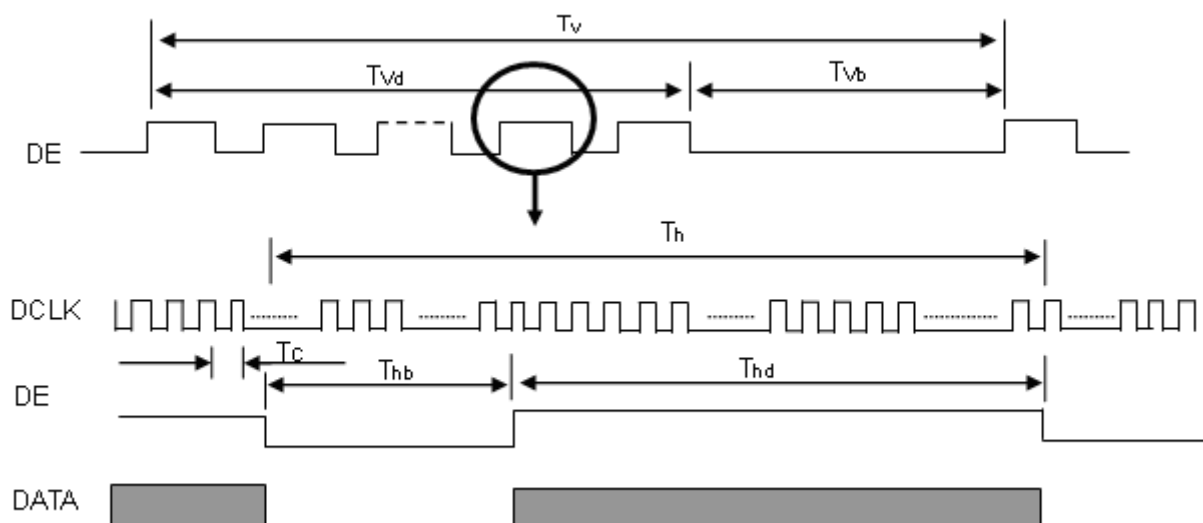 Tv
TVd
TVb
DE
Th
DCLK
Tc
Thb
Thd
DE
DATA